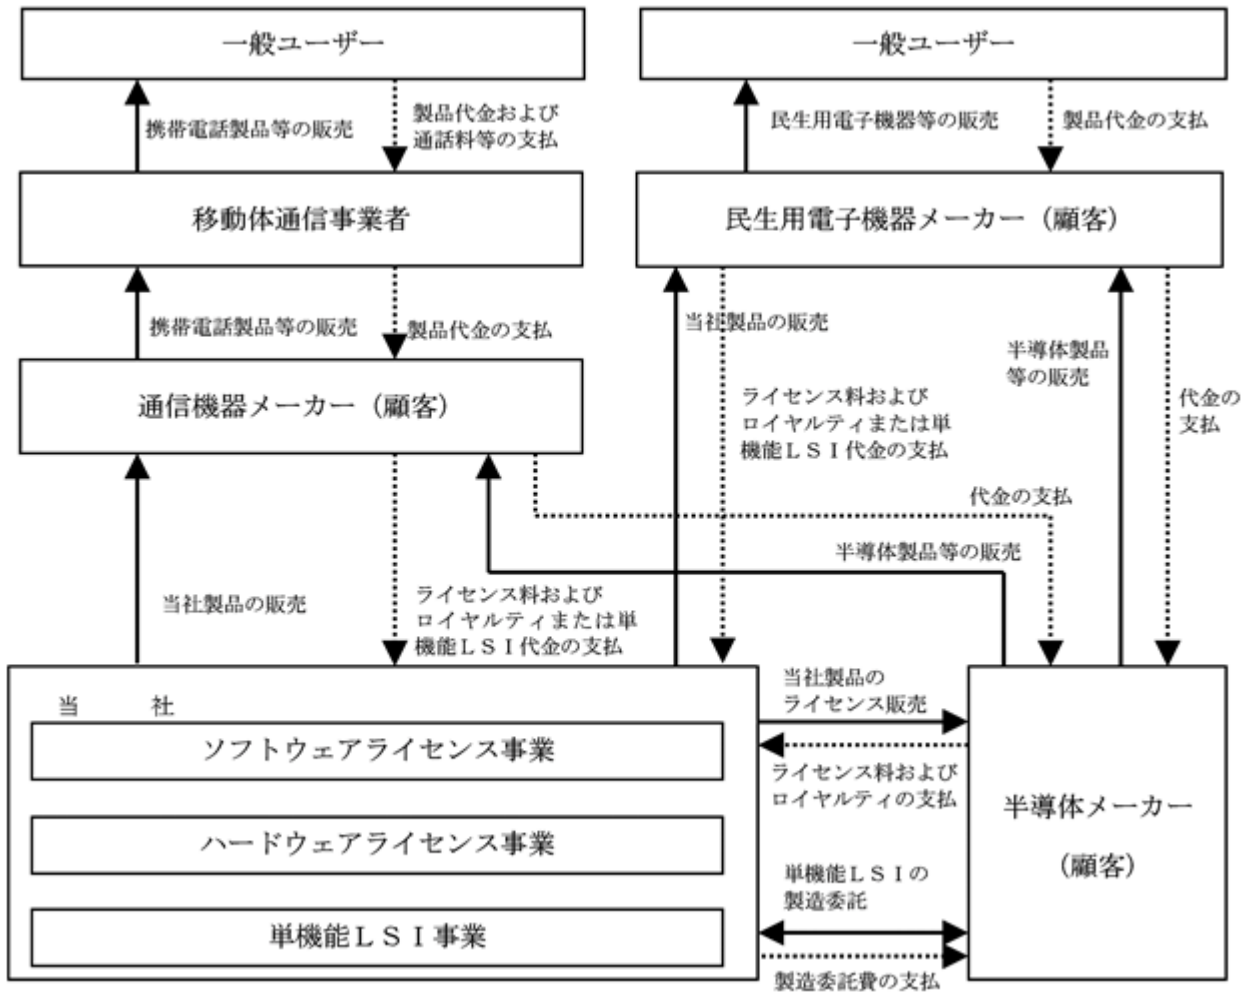 一般ユーザー
一般ユーザー
携帯電話製品等の販売
製品代金および
通話料等の支払
民生用電子機器等の販売
製品代金の支払
移動体通信事業者
民生用電子機器メーカー（顧客）
携帯電話製品等の販売
製品代金の支払
当社製品の販売
半導体製品
等の販売
代金の
支払
通信機器メーカー（顧客）
ライセンス料および
ロイヤルティまたは単
機能ＬＳＩ代金の支払
代金の支払
半導体製品等の販売
当社製品の販売
ライセンス料および
ロイヤルティまたは単
機能ＬＳＩ代金の支払
当　　　社
ソフトウェアライセンス事業
ハードウェアライセンス事業
単機能ＬＳＩ事業
当社製品の
ライセンス販売
ライセンス料および
ロイヤルティの支払
単機能ＬＳＩの
製造委託
製造委託費の支払
半導体メーカー
（顧客）